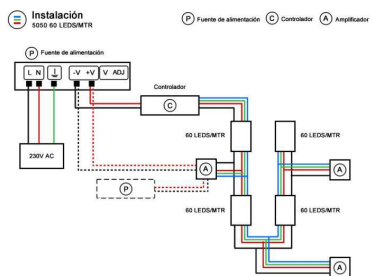 Instalación
5050 60 LEDS/MTR
P Fuente de alimentación C Controlador A Amplificador
P Fuente de alimentación
L N -V +V V ADJ
Controlador
C
60 LEDS/MTR 60 LEDS/MTR
230V AC
A A
P
60 LEDS/MTR 60 LEDS/MTR
A